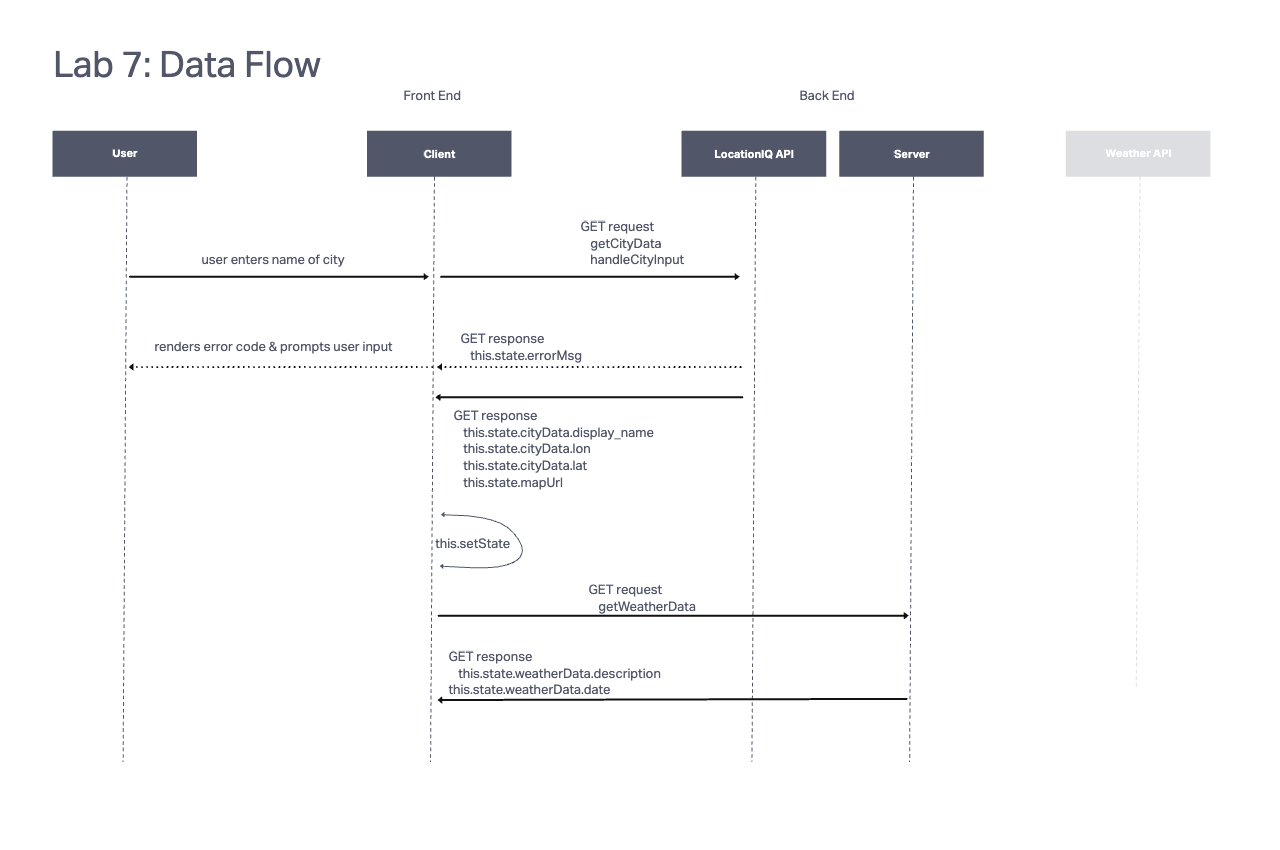 Lab 7: Data Flow
Front End
Back End
User
Client
LocationIQ API
Server
Weather API
GET request
getCityData
handleCityInput
user enters name of city
GET response
this.state.errorMsg
renders error code & prompts user input
GET response
this.state.cityData.display_name
this.state.cityData.lon
this.state.cityData.lat
this.state.mapUrl
this.setState
GET request
getWeatherData
GET response
this.state.weatherData.description
this.state.weatherData.date